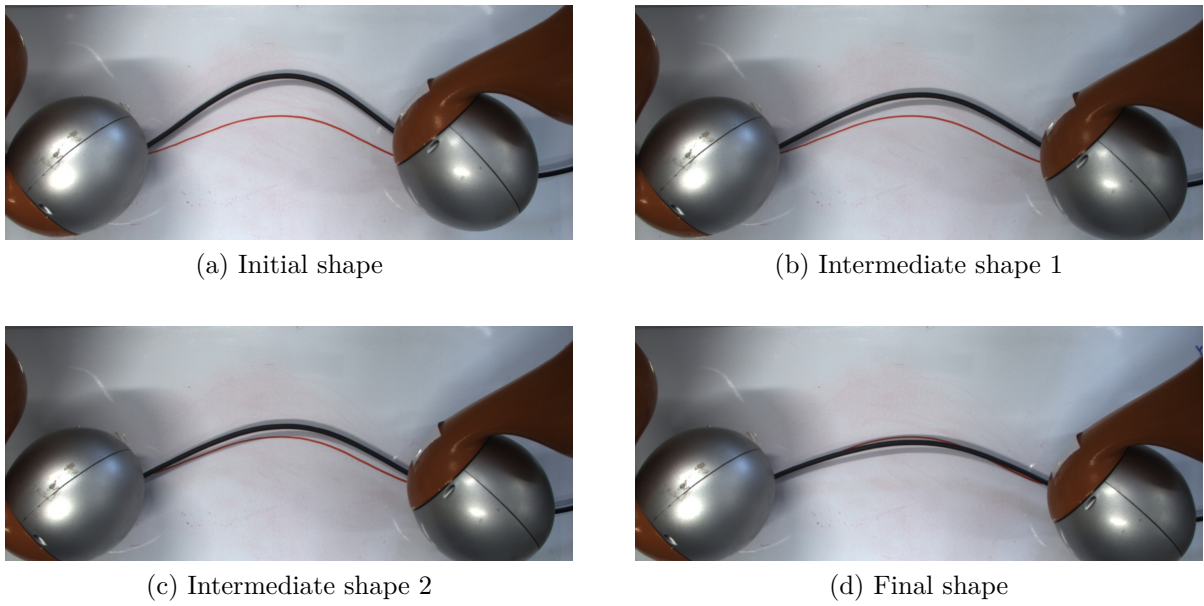 (a) Initial shape
(b) Intermediate shape 1
(c) Intermediate shape 2
(d) Final shape